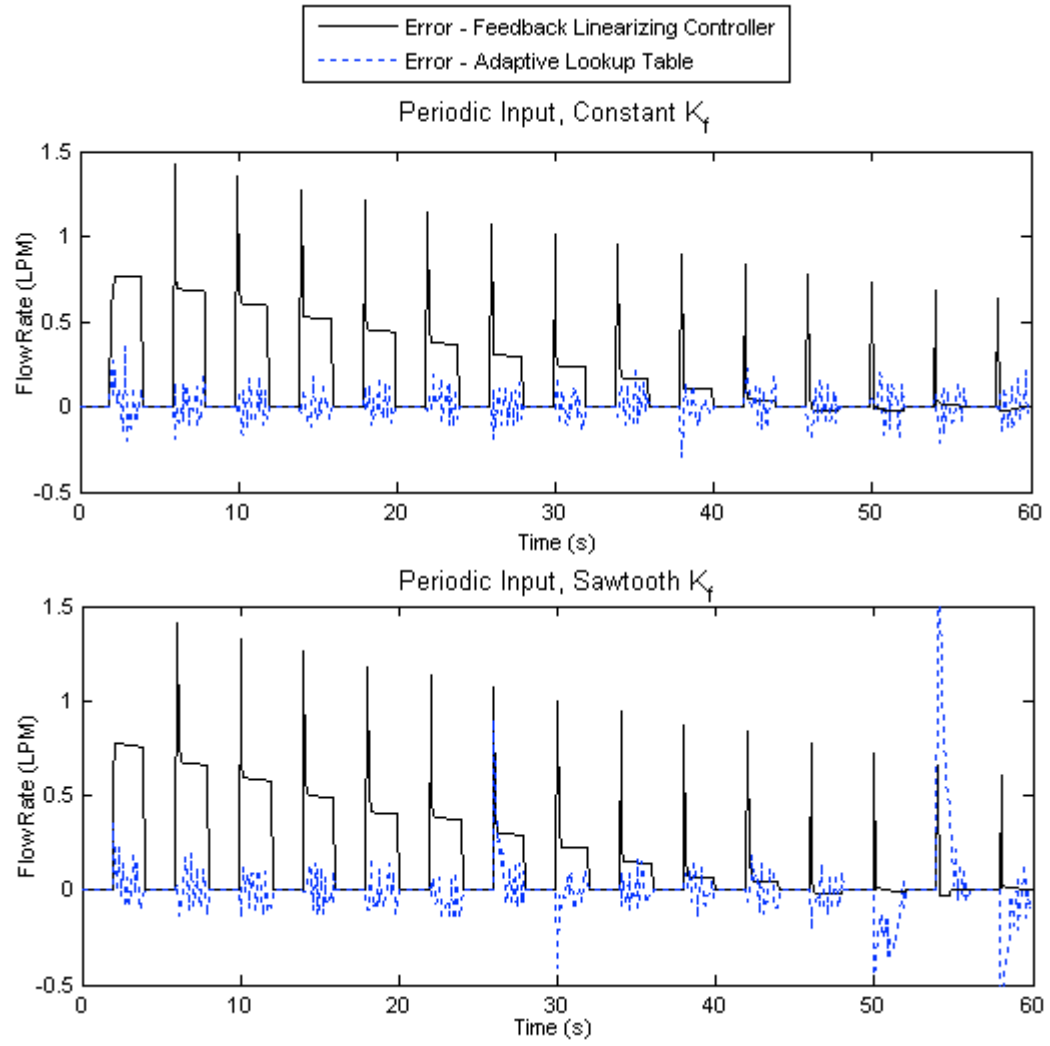 Error - Feedback Linearizing Controller
Error - Adaptive Lookup Table
Periodic Input, Constant K_f
1.5
1
0.5
0
-0.5
FlowRate (LPM)
0 10 20 30 40 50 60
Time (s)
Periodic Input, Sawtooth K_f
1.5
1
0.5
0
-0.5
FlowRate (LPM)
0 10 20 30 40 50 60
Time (s)